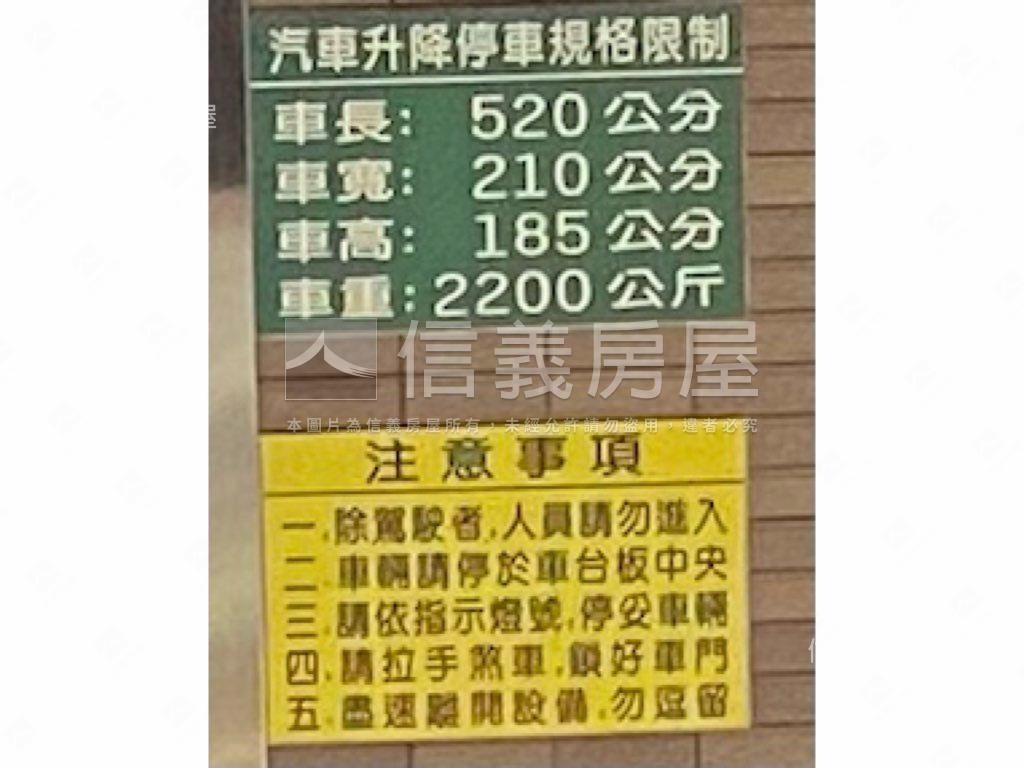 汽車升降停車規格限制
車長: 520 公分
車寬: 210 公分
車高: 185 公分
車重: 2200 公斤
信義房屋
本圖片為信義房屋所有，未經允許請勿盜用，違者必究
注意事項
一.除駕駛者,人員請勿進入
二.車輛請停於車台板中央
三.請依指示燈號,停妥車輛
四.請拉手煞車,鎖好車門
五.盡速離開設備,勿逗留